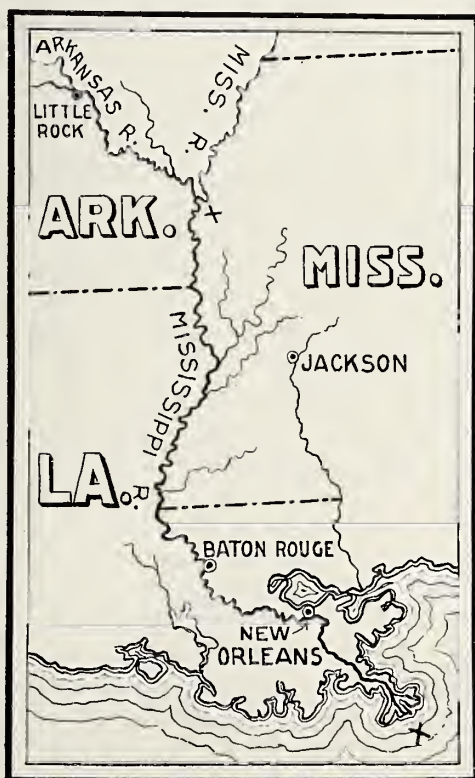 ARKANSAS R.
MISS. R.
LITTLE
ROCK
ARK.
MISS.
MISSISSIPPI R.
JACKSON
LA.
BATON ROUGE
NEW
ORLEANS